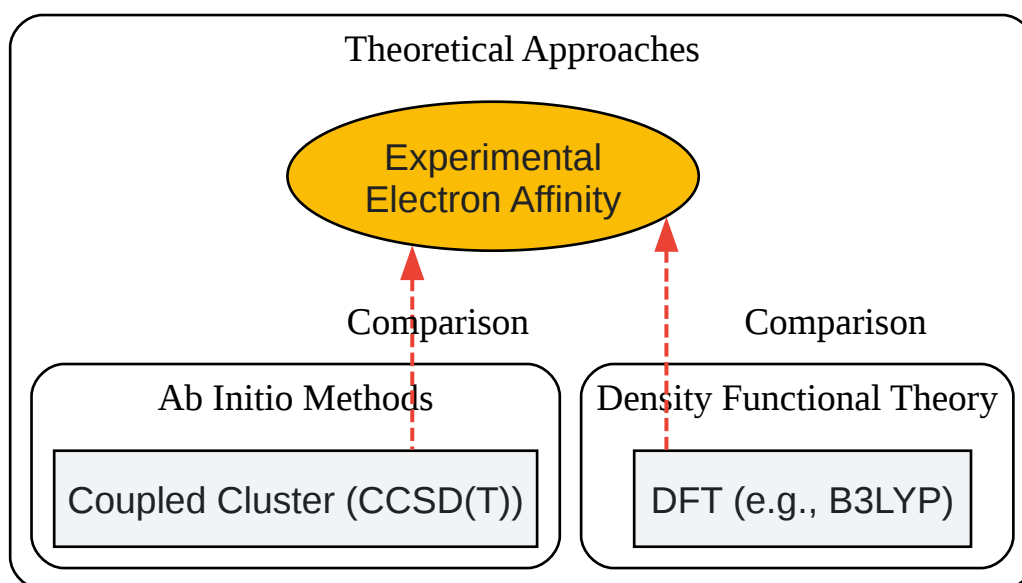 Theoretical Approaches
Experimental
Electron Affinity
Comparison
Comparison
Ab Initio Methods
Density Functional Theory
Coupled Cluster (CCSD(T))
DFT (e.g., B3LYP)